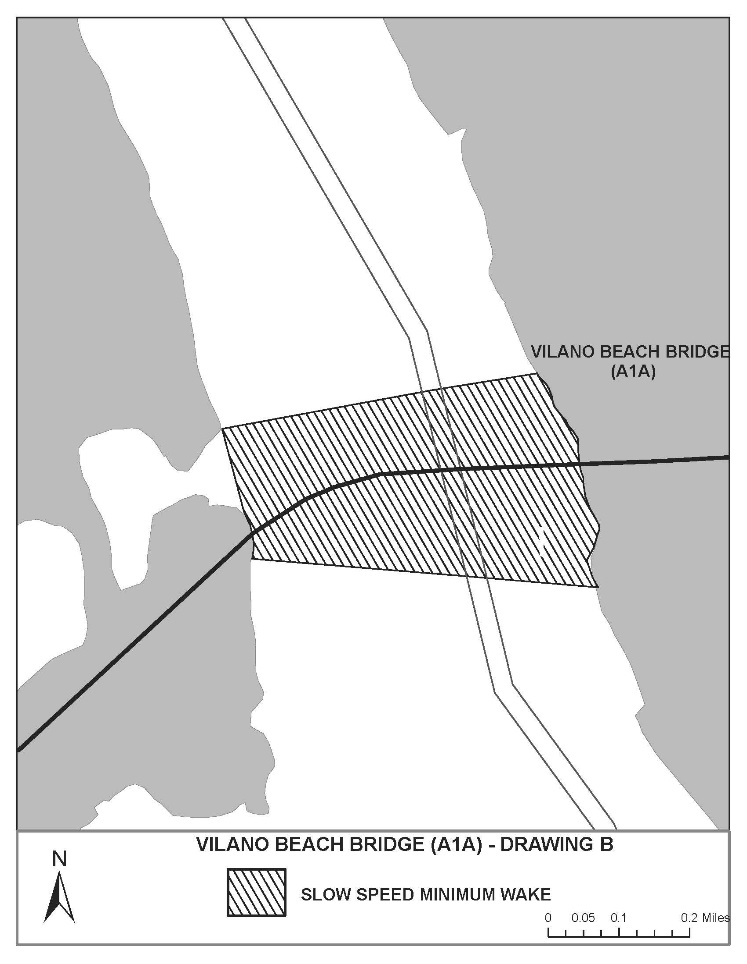 VILANO BEACH BRIDGE
(A1A)
VILANO BEACH BRIDGE (A1A) - DRAWING B
N
SLOW SPEED MINIMUM WAKE
0 0.05 0.1 0.2 Miles